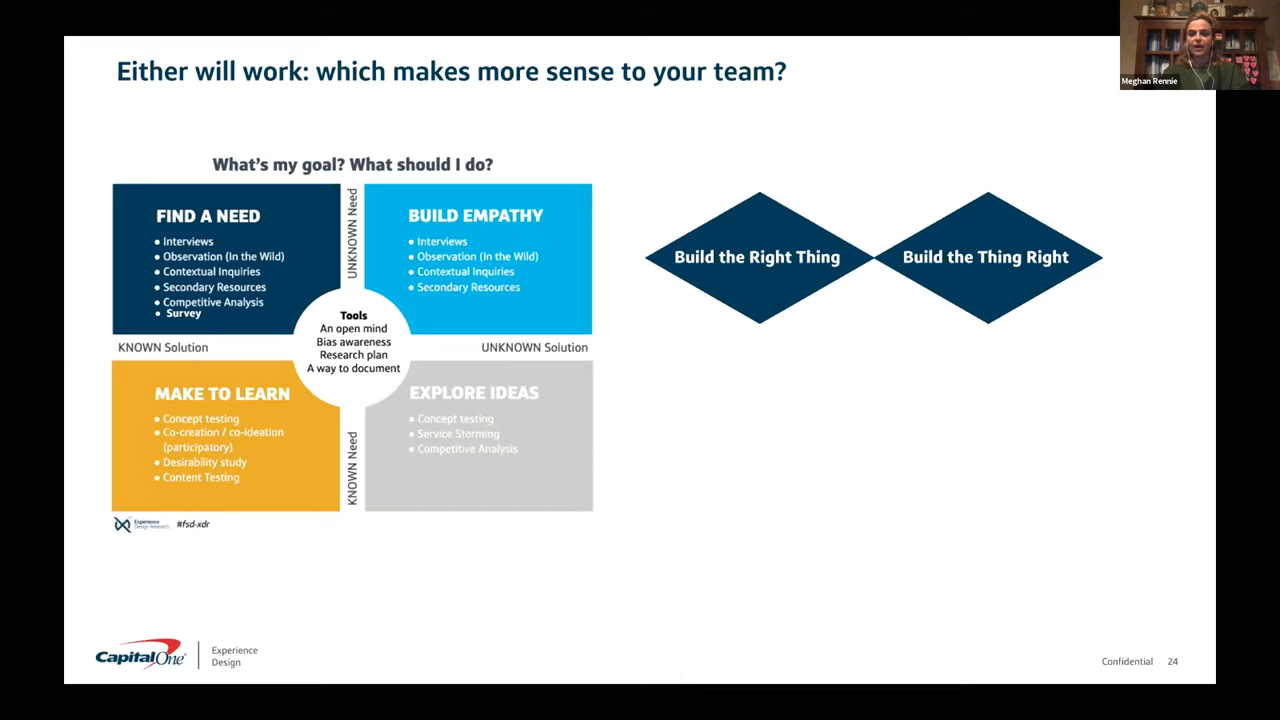 Either will work: which makes more sense to your team?
Meghan Rennie
What's my goal? What should I do?
FIND A NEED
• Interviews
• Observation (In the Wild)
• Contextual Inquiries
• Secondary Resources
• Competitive Analysis
• Survey
UNKNOWN Need
BUILD EMPATHY
• Interviews
• Observation (In the Wild)
• Contextual Inquiries
• Secondary Resources
Build the Right Thing
Build the Thing Right
KNOWN Solution
Tools
An open mind
Bias awareness
Research plan
A way to document
UNKNOWN Solution
MAKE TO LEARN
• Concept testing
• Co-creation / co-ideation
(participatory)
• Desirability study
• Content Testing
KNOWN Need
EXPLORE IDEAS
• Concept testing
• Service Storming
• Competitive Analysis
Experience
Design Research
#fsd-xdr
Capital One
Experience
Design
Confidential 24